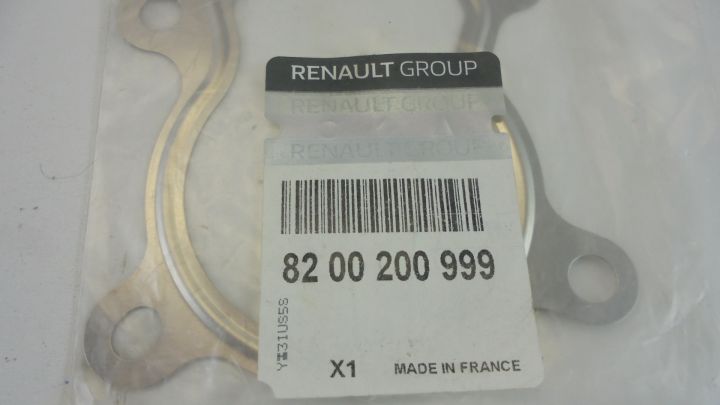 RENAULT GROUP
RENAULT GROUP
RENAULT GROUP
82 00 200 999
X1 MADE IN FRANCE